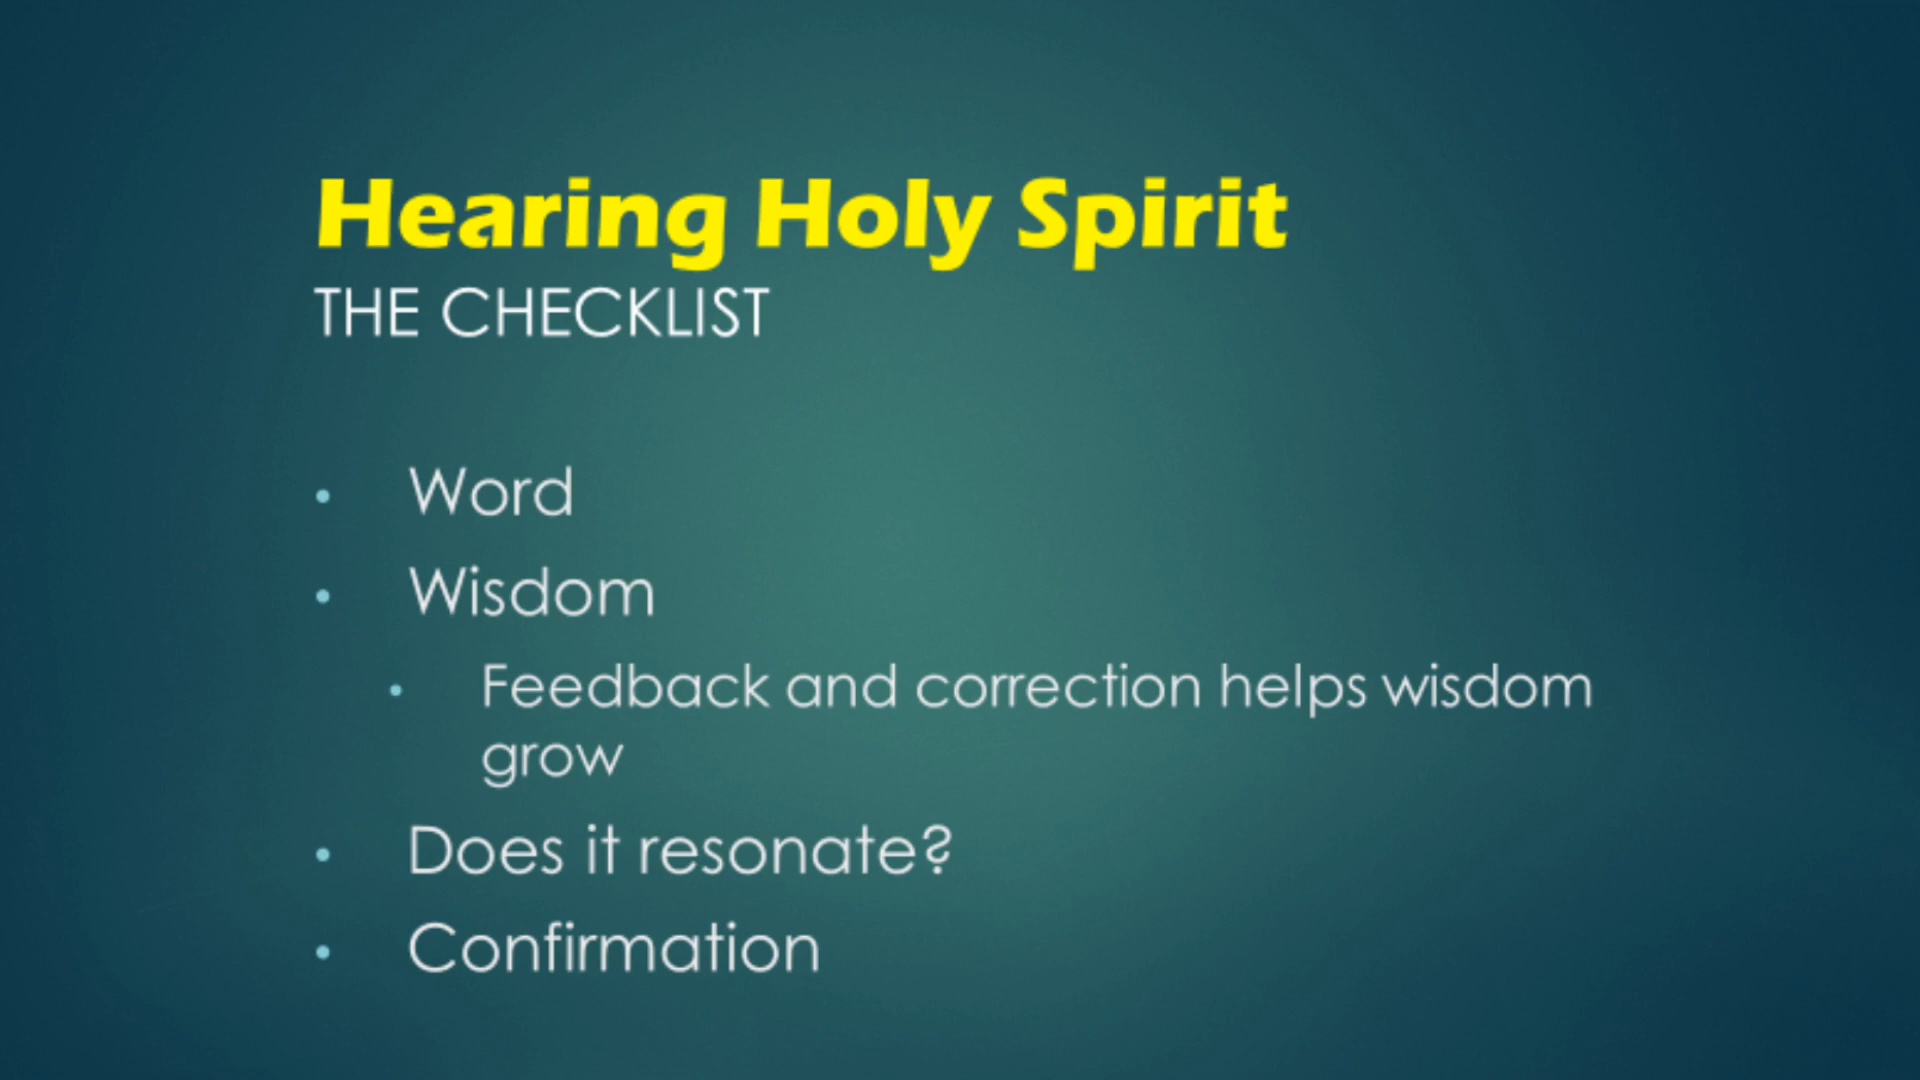 Hearing Holy Spirit
THE CHECKLIST
• Word
• Wisdom
• Feedback and correction helps wisdom
grow
• Does it resonate?
• Confirmation